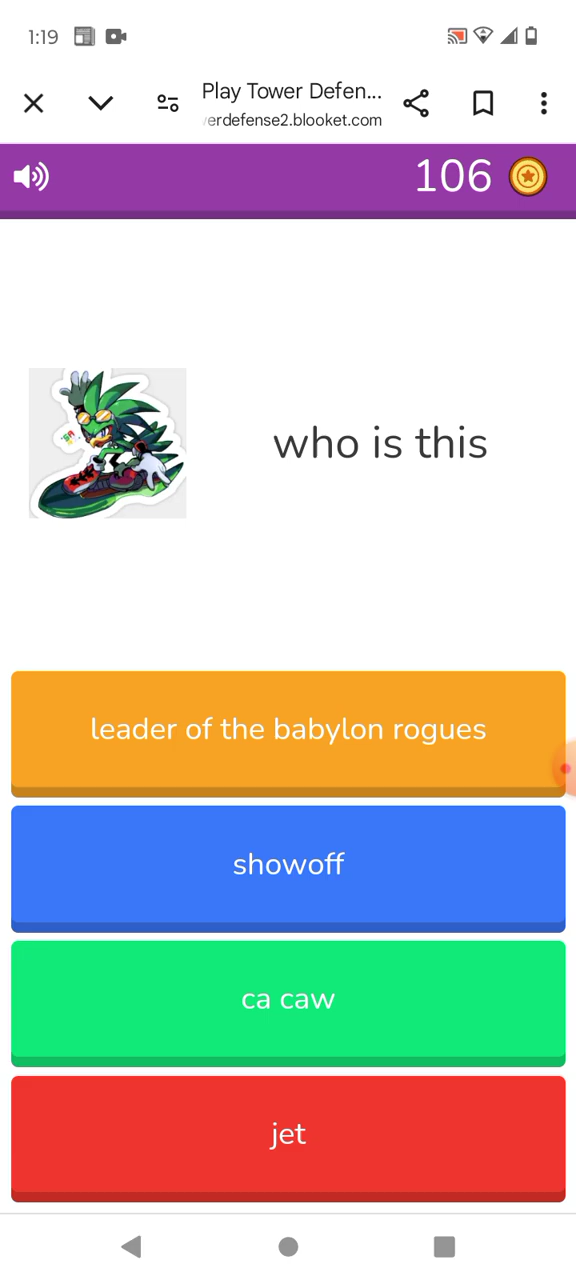 1:19
Play Tower Defen...
erdefense2.blooket.com
106
who is this
leader of the babylon rogues
showoff
ca caw
jet